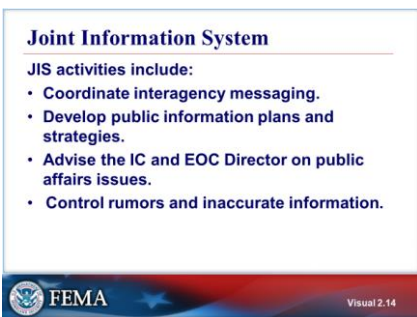 Joint Information System
JIS activities include:
• Coordinate interagency messaging.
• Develop public information plans and
strategies.
• Advise the IC and EOC Director on public
affairs issues.
• Control rumors and inaccurate information.
FEMA
Visual 2.14